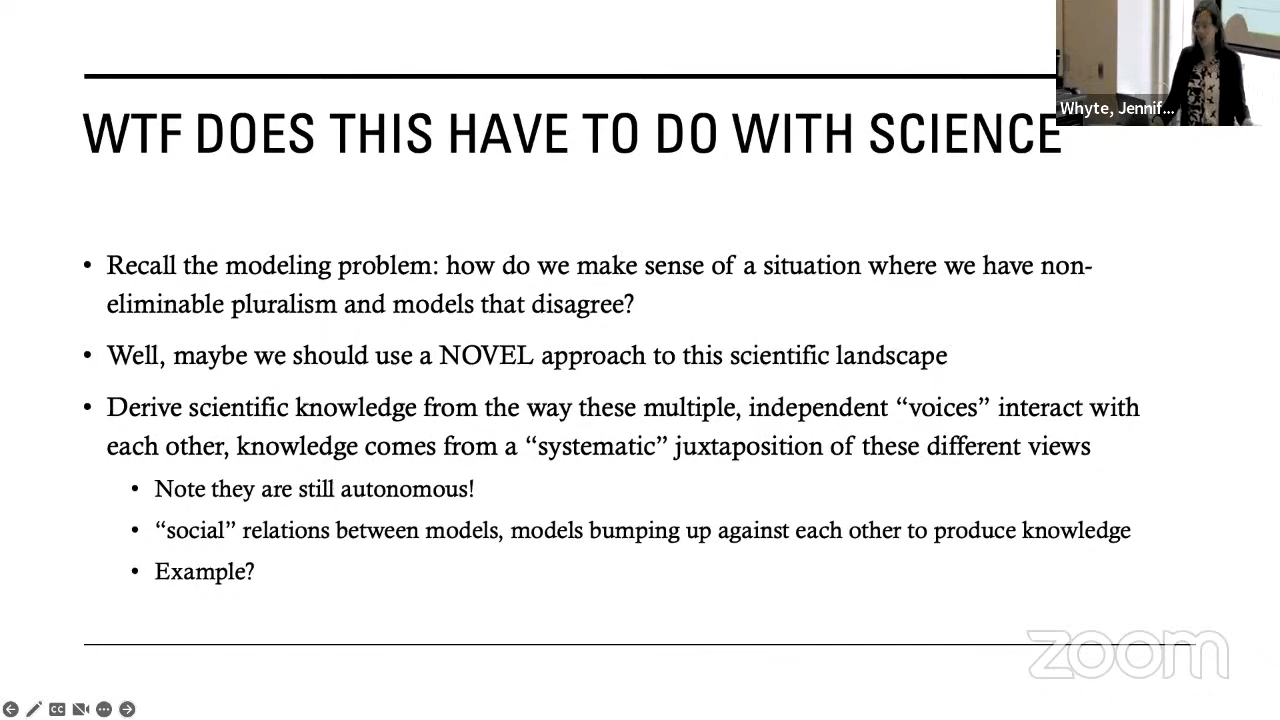 Whyte, Jennif...
WTF DOES THIS HAVE TO DO WITH SCIENCE
• Recall the modeling problem: how do we make sense of a situation where we have non-
eliminable pluralism and models that disagree?
• Well, maybe we should use a NOVEL approach to this scientific landscape
• Derive scientific knowledge from the way these multiple, independent “voices” interact with
each other, knowledge comes from a “systematic” juxtaposition of these different views
• Note they are still autonomous!
• “social” relations between models, models bumping up against each other to produce knowledge
• Example?
zoom
CC